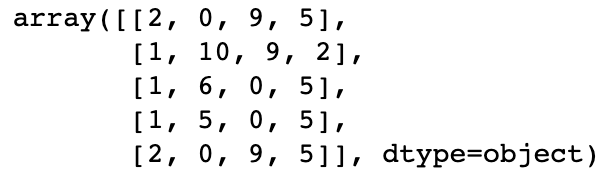 array([[2, 0, 9, 5],
[1, 10, 9, 2],
[1, 6, 0, 5],
[1, 5, 0, 5],
[2, 0, 9, 5]], dtype=object)